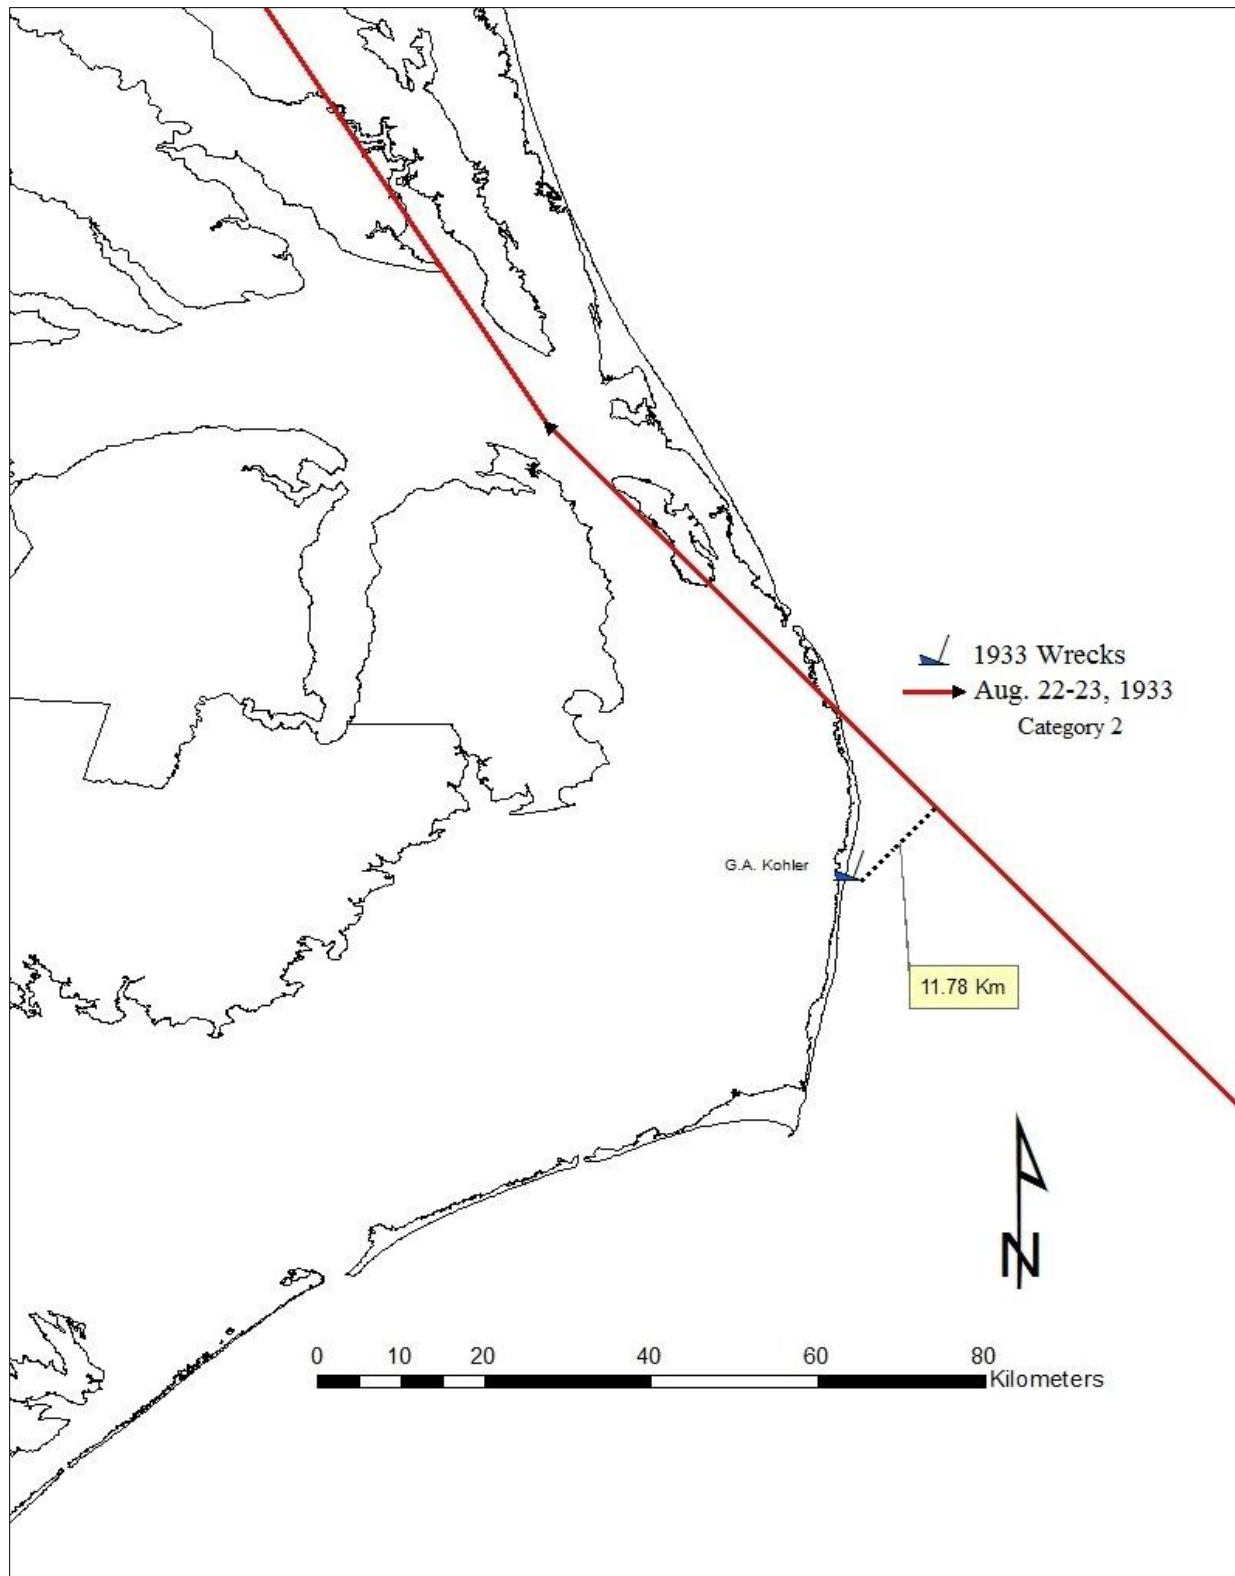 1933 Wrecks
Aug. 22-23, 1933
Category 2
G.A. Kohler
11.78 Km
N
0 10 20 40 60 80
Kilometers